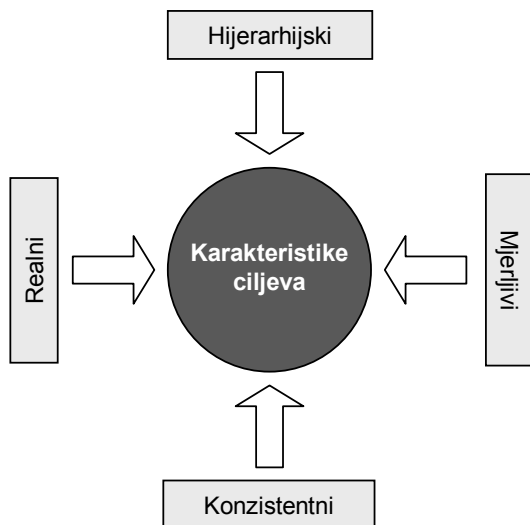 Hijerarhijski
Realni
Karakteristike
ciljeva
Mjerljivi
Konzistentni